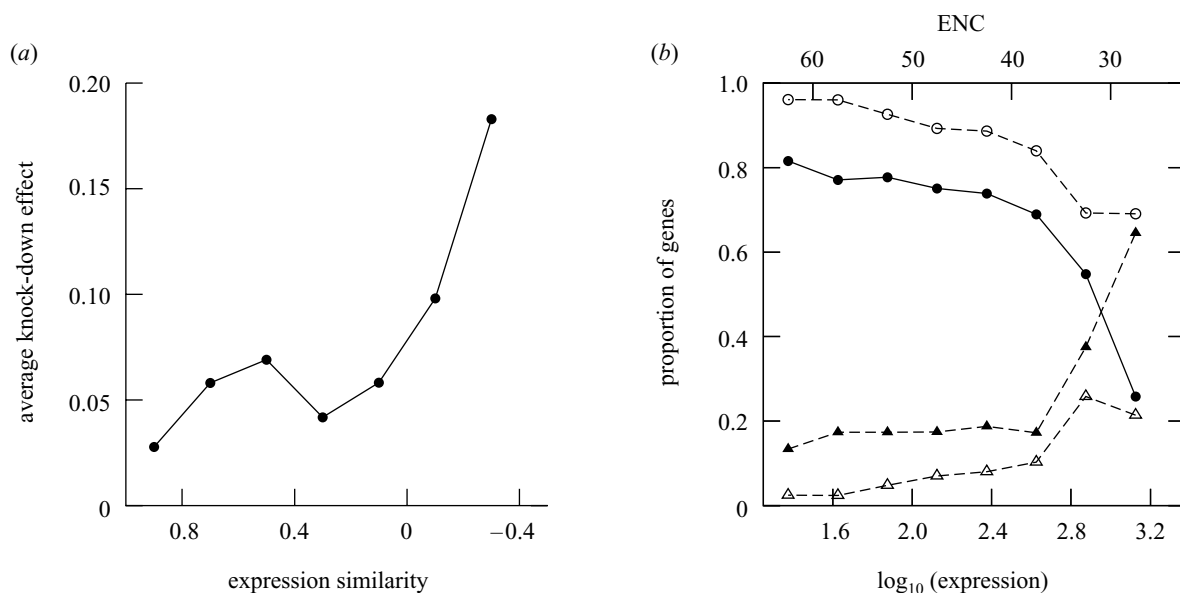 (a)
0.20
0.15
0.10
0.05
0
average knock-down effect
0.8 0.4 0 –0.4
expression similarity
(b)
ENC
60 50 40 30
1.0
0.8
0.6
0.4
0.2
0
proportion of genes
1.6 2.0 2.4 2.8 3.2
log10 (expression)